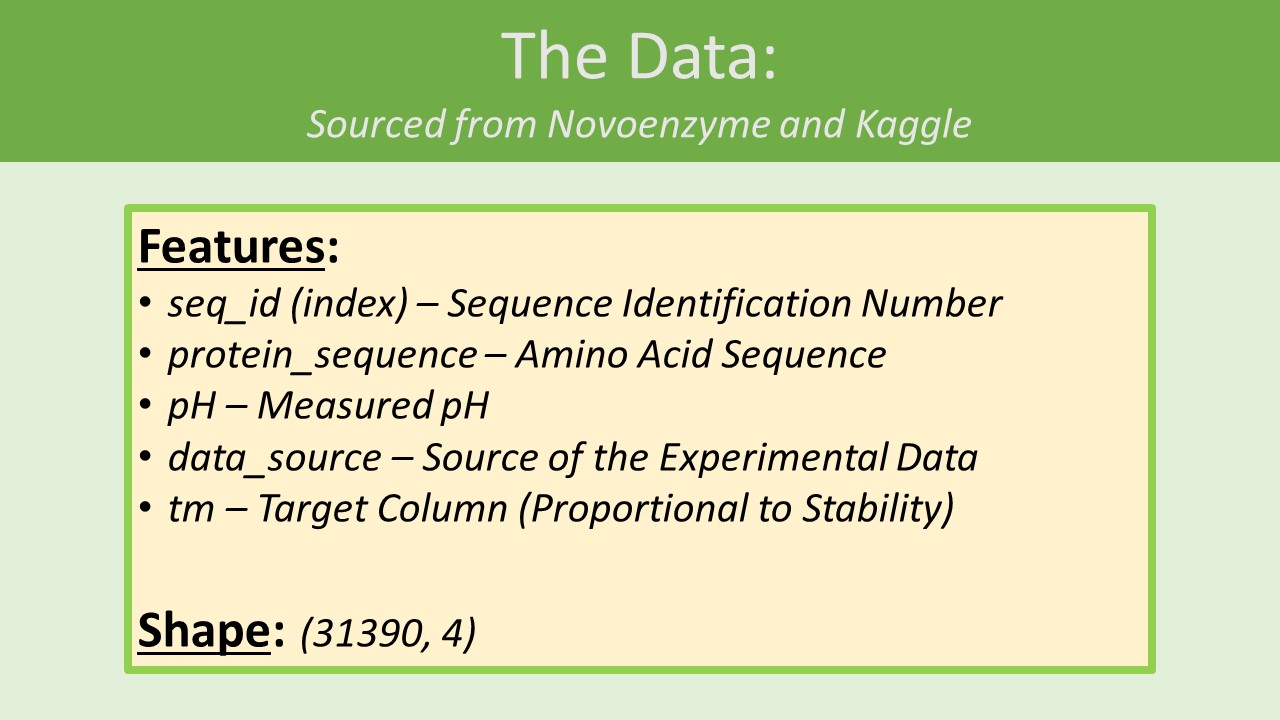 The Data:
Sourced from Novoenzyme and Kaggle
Features:
• seq_id (index) – Sequence Identification Number
• protein_sequence – Amino Acid Sequence
• pH – Measured pH
• data_source – Source of the Experimental Data
• tm – Target Column (Proportional to Stability)
Shape: (31390, 4)